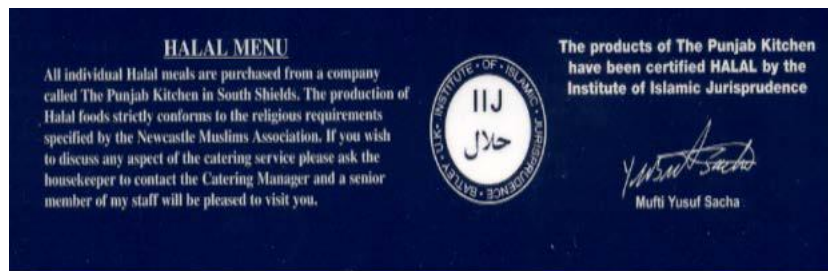 HALAL MENU
All individual Halal meals are purchased from a company
called The Punjab Kitchen in South Shields. The production of
Halal foods strictly conforms to the religious requirements
specified by the Newcastle Muslims Association. If you wish
to discuss any aspect of the catering service please ask the
housekeeper to contact the Catering Manager and a senior
member of my staff will be pleased to visit you.
BATLEY · U.K · INSTITUTE · OF · ISLAMIC · JURISPRUDENCE ·
IIJ
حلال
The products of The Punjab Kitchen
have been certified HALAL by the
Institute of Islamic Jurisprudence
Yusuf Sacha
Mufti Yusuf Sacha